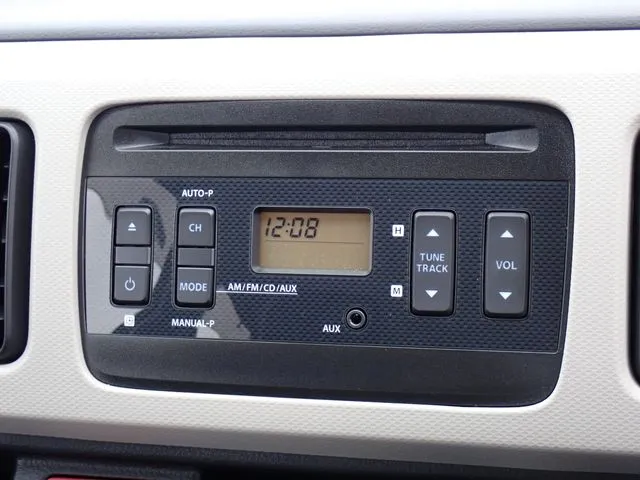 AUTO-P
12:08
CH
H
TUNE
TRACK
VOL
MODE
AM/FM/CD/AUX
M
MANUAL-P
AUX